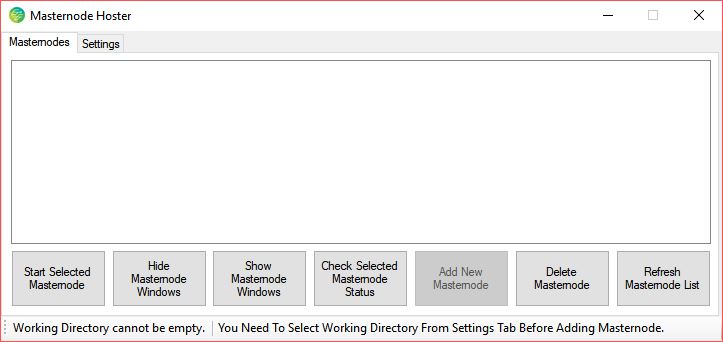 Masternode Hoster
Masternodes
Settings
Start Selected
Masternode
Hide
Masternode
Windows
Show
Masternode
Windows
Check Selected
Masternode
Status
Add New
Masternode
Delete
Masternode
Refresh
Masternode List
Working Directory cannot be empty.
You Need To Select Working Directory From Settings Tab Before Adding Masternode.